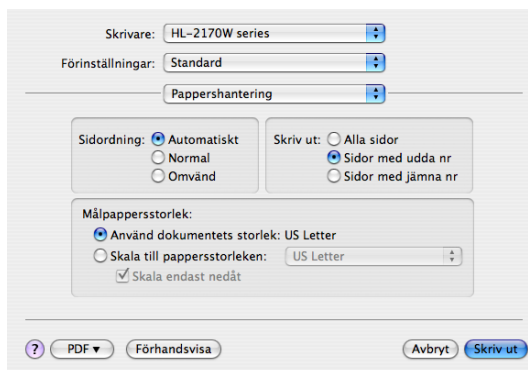 Skrivare: HL-2170W series
Förinställningar: Standard
Pappershantering
Sidordning: Automatiskt
Normal
Omvänd
Skriv ut: Alla sidor
Sidor med udda nr
Sidor med jämna nr
Målpappersstorlek:
Använd dokumentets storlek: US Letter
Skala till pappersstorleken: US Letter
Skala endast nedåt
? PDF▼ Förhandsvisa Avbryt Skriv ut